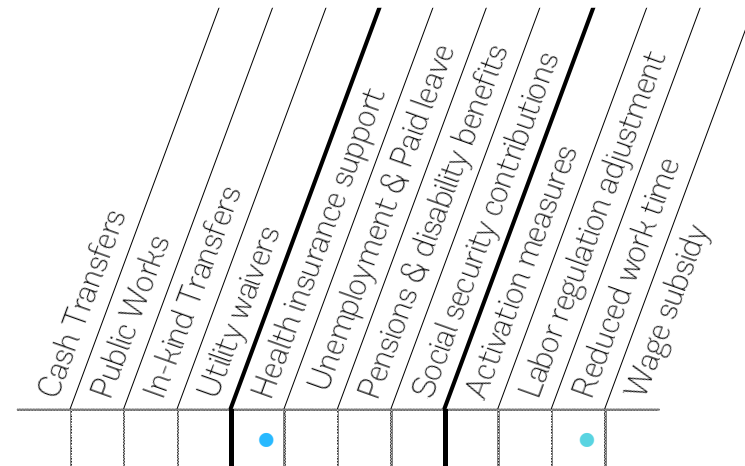 Cash Transfers
Public Works
In-kind Transfers
Utility waivers
Health insurance support
Unemployment & Paid leave
Pensions & disability benefits
Social security contributions
Activation measures
Labor regulation adjustment
Reduced work time
Wage subsidy